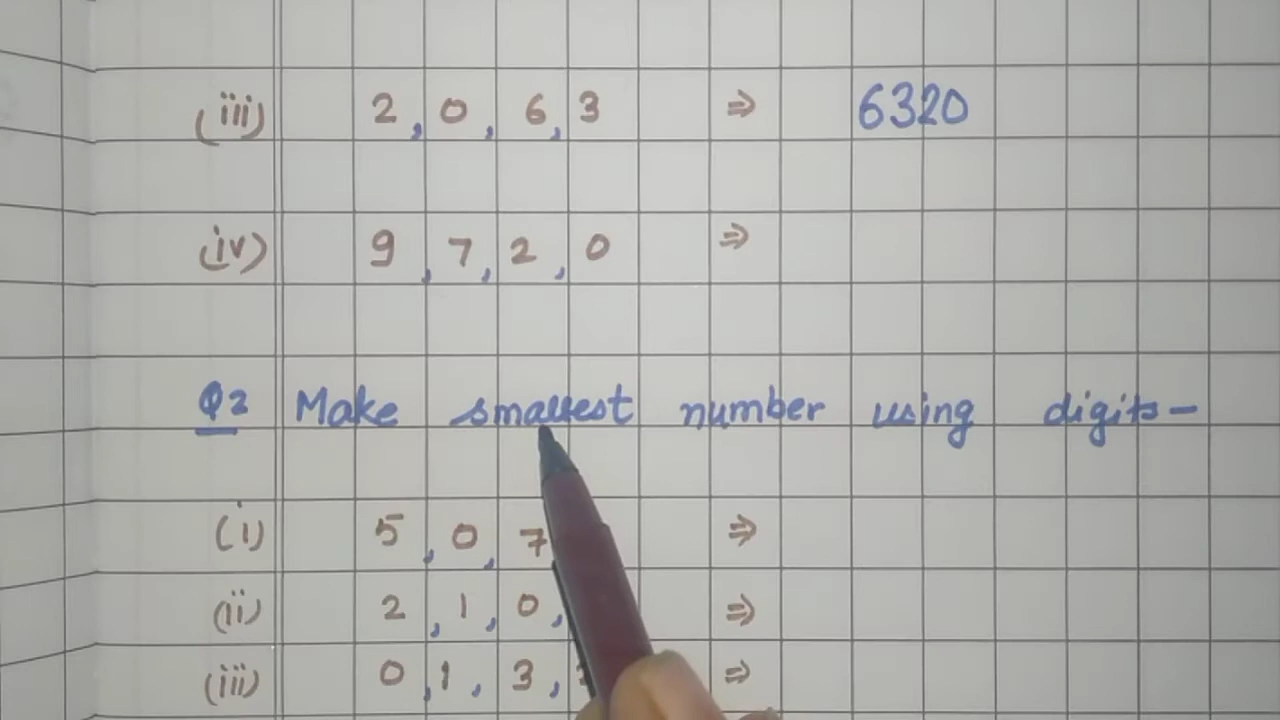 (iii) 2, 0, 6, 3 ⇒ 6320
(iv) 9, 7, 2, 0 ⇒
Q2 Make smallest number using digits-
(i) 5, 0, 7 ⇒
(ii) 2, 1, 0, ⇒
(iii) 0, 1, 3, ⇒